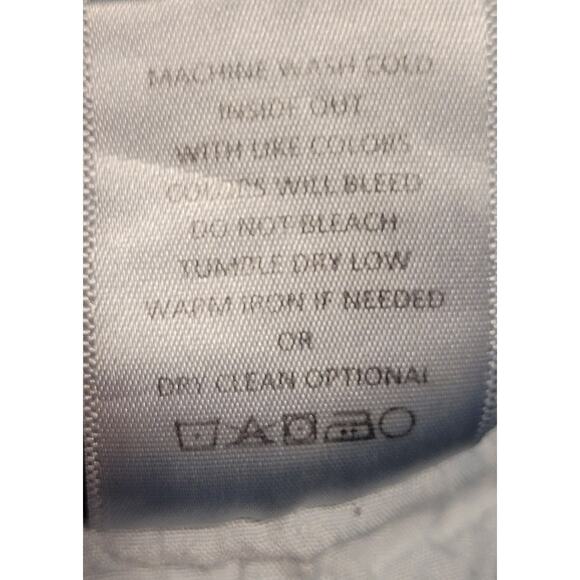 MACHINE WASH COLD
INSIDE OUT
WITH LIKE COLORS
COLORS WILL BLEED
DO NOT BLEACH
TUMBLE DRY LOW
WARM IRON IF NEEDED
OR
DRY CLEAN OPTIONAL